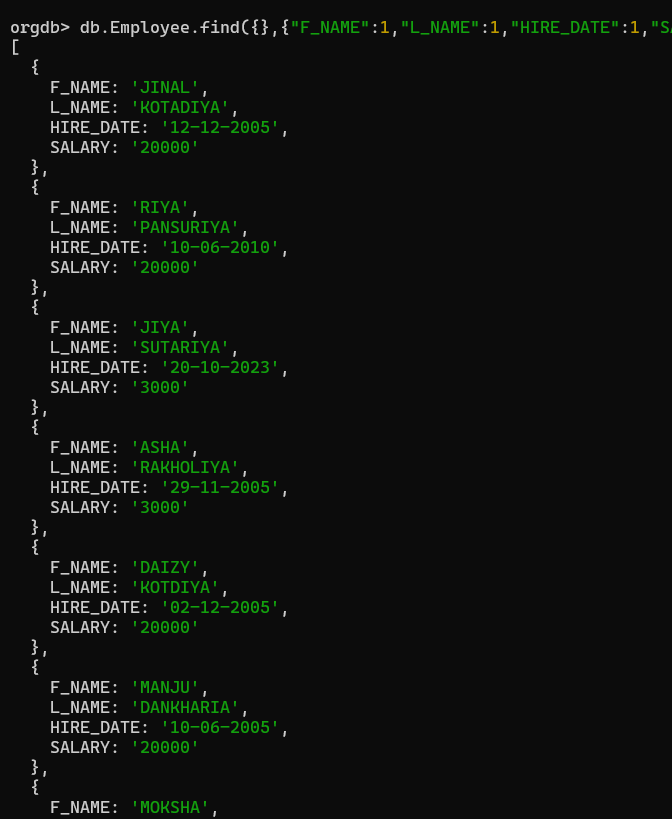 orgdb> db.Employee.find({},{"F_NAME":1,"L_NAME":1,"HIRE_DATE":1,"SA
[
  {
    F_NAME: 'JINAL',
    L_NAME: 'KOTADIYA',
    HIRE_DATE: '12-12-2005',
    SALARY: '20000'
  },
  {
    F_NAME: 'RIYA',
    L_NAME: 'PANSURIYA',
    HIRE_DATE: '10-06-2010',
    SALARY: '20000'
  },
  {
    F_NAME: 'JIYA',
    L_NAME: 'SUTARIYA',
    HIRE_DATE: '20-10-2023',
    SALARY: '3000'
  },
  {
    F_NAME: 'ASHA',
    L_NAME: 'RAKHOLIYA',
    HIRE_DATE: '29-11-2005',
    SALARY: '3000'
  },
  {
    F_NAME: 'DAIZY',
    L_NAME: 'KOTDIYA',
    HIRE_DATE: '02-12-2005',
    SALARY: '20000'
  },
  {
    F_NAME: 'MANJU',
    L_NAME: 'DANKHARIA',
    HIRE_DATE: '10-06-2005',
    SALARY: '20000'
  },
  {
    F_NAME: 'MOKSHA',